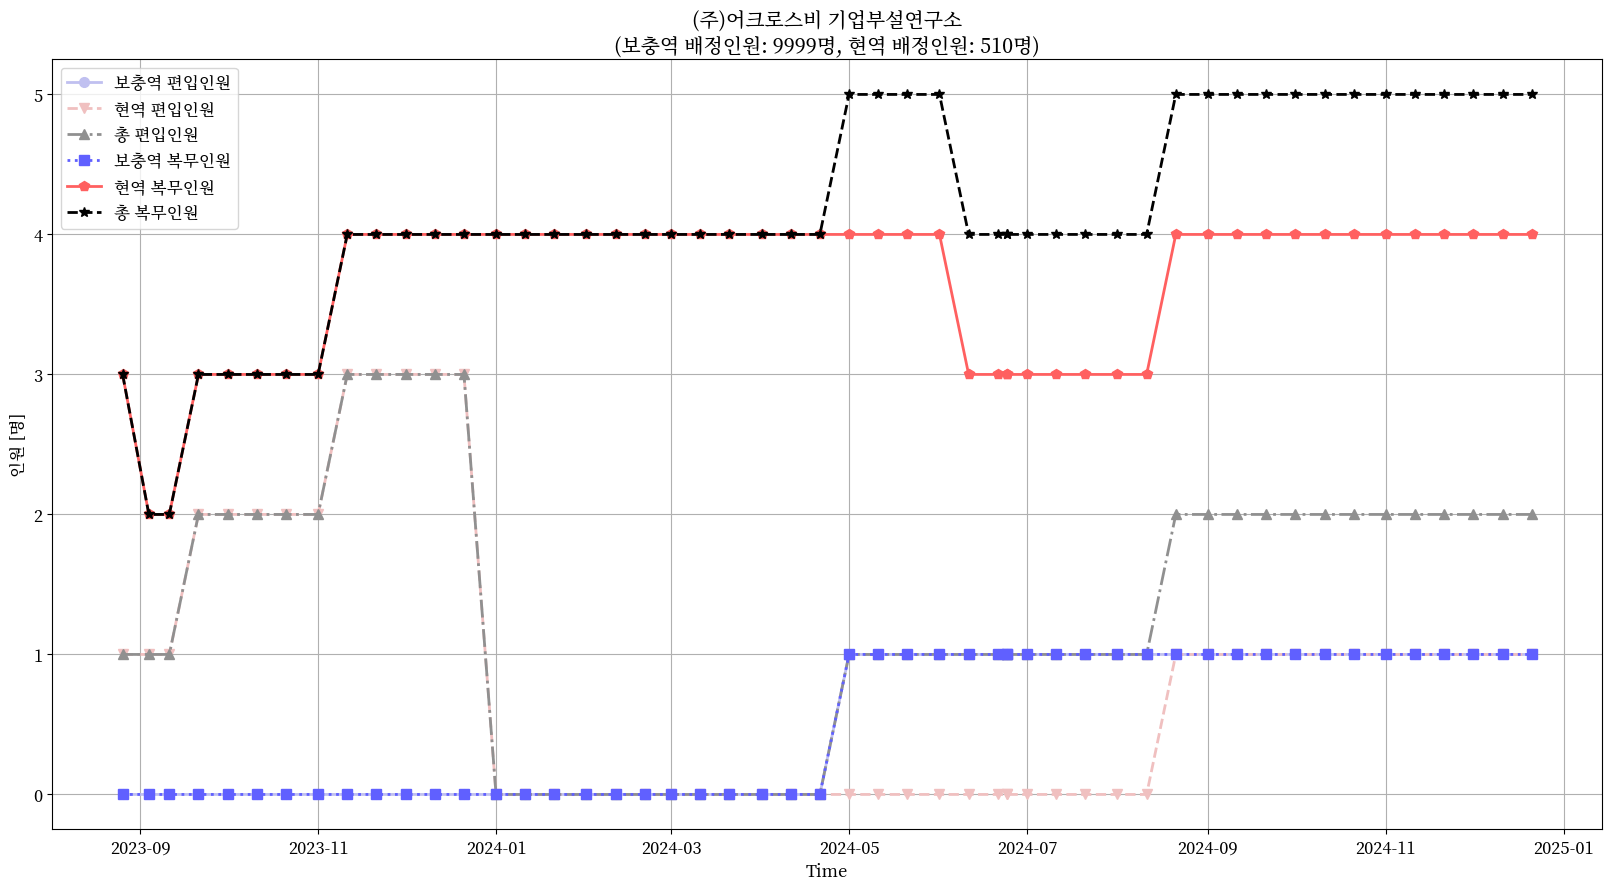 (주)어크로스비 기업부설연구소
(보충역 배정인원: 9999명, 현역 배정인원: 510명)
보충역 편입인원
현역 편입인원
총 편입인원
보충역 복무인원
현역 복무인원
총 복무인원
인원 [명]
5
4
3
2
1
0
2023-09 2023-11 2024-01 2024-03 2024-05 2024-07 2024-09 2024-11 2025-01
Time